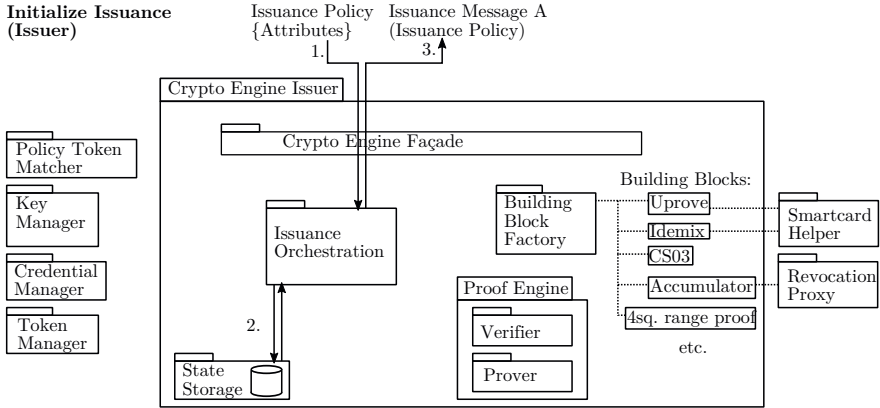 Initialize Issuance
(Issuer)
Issuance Policy
{Attributes}
1.
Issuance Message A
(Issuance Policy)
3.
Crypto Engine Issuer
Crypto Engine Façade
Policy Token
Matcher
Key
Manager
Credential
Manager
Token
Manager
Issuance
Orchestration
2.
State
Storage
Building
Block
Factory
Proof Engine
Verifier
Prover
Building Blocks:
Uprove
Idemix
CS03
Accumulator
4sq. range proof
etc.
Smartcard
Helper
Revocation
Proxy